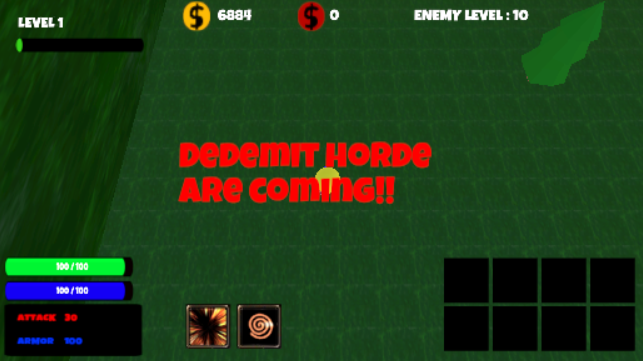 LEVEL 1
6884
0
ENEMY LEVEL : 10
DEDEMIT HORDE
ARE COMING!!
100 / 100
100 / 100
ATTACK 30
ARMOR 100